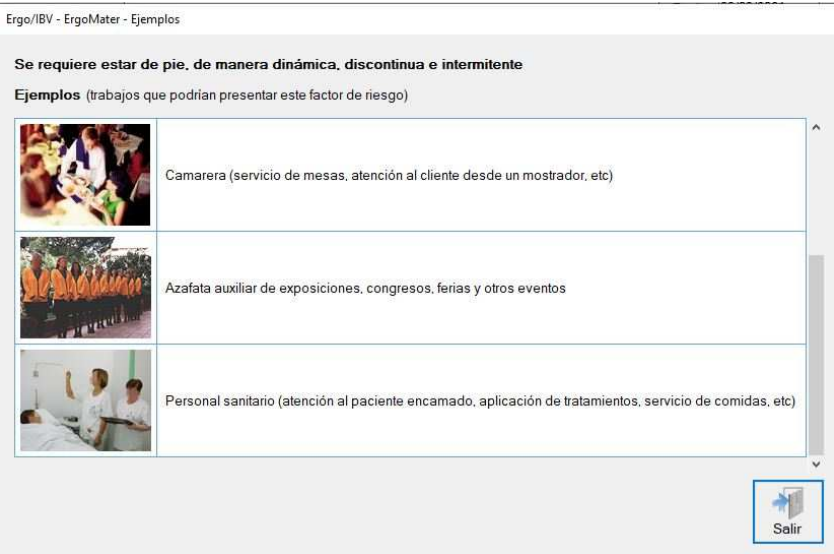 Ergo/IBV - ErgoMater - Ejemplos
Se requiere estar de pie, de manera dinámica, discontinua e intermitente
Ejemplos (trabajos que podrían presentar este factor de riesgo)
Camarera (servicio de mesas, atención al cliente desde un mostrador, etc)
Azafata auxiliar de exposiciones, congresos, ferias y otros eventos
Personal sanitario (atención al paciente encamado, aplicación de tratamientos, servicio de comidas, etc)
Salir